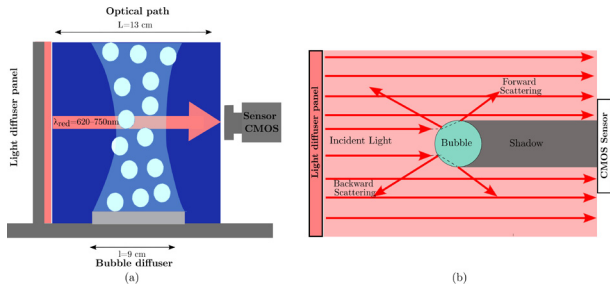 Optical path
L=13 cm
Light diffuser panel
λred=620–750nm
Sensor
CMOS
l=9 cm
Bubble diffuser
(a)
Light diffuser panel
Forward
Scattering
Incident Light
Bubble
Shadow
Backward
Scattering
CMOS Sensor
(b)